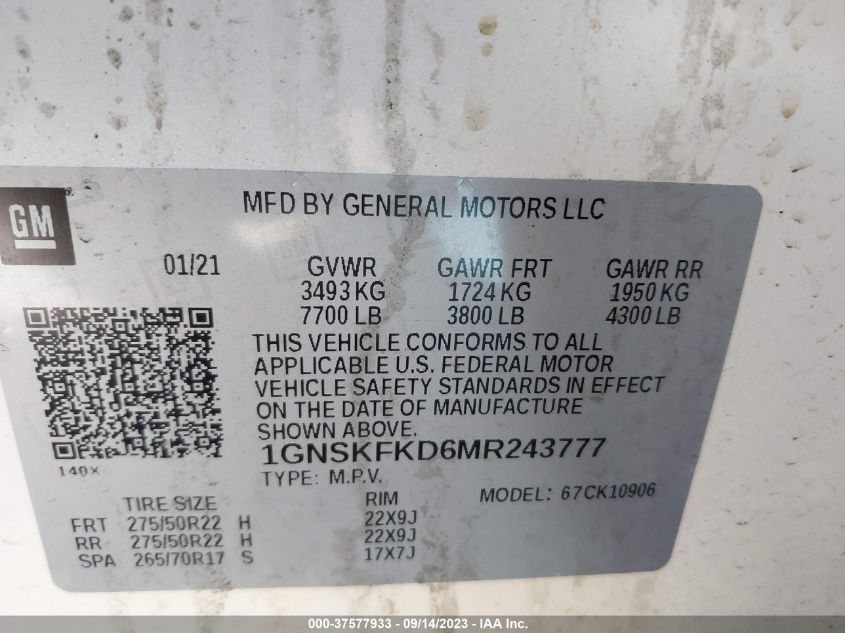 GM
MFD BY GENERAL MOTORS LLC
01/21 GVWR GAWR FRT GAWR RR
3493 KG 1724 KG 1950 KG
7700 LB 3800 LB 4300 LB
THIS VEHICLE CONFORMS TO ALL
APPLICABLE U.S. FEDERAL MOTOR
VEHICLE SAFETY STANDARDS IN EFFECT
ON THE DATE OF MANUFACTURE
SHOWN ABOVE.
140X
1GNSKFKD6MR243777
TYPE: M.P.V.
MODEL: 67CK10906
TIRE SIZE RIM
FRT 275/50R22 H 22X9J
RR 275/50R22 H 22X9J
SPA 265/70R17 S 17X7J
000-37577933 - 09/14/2023 - IAA Inc.